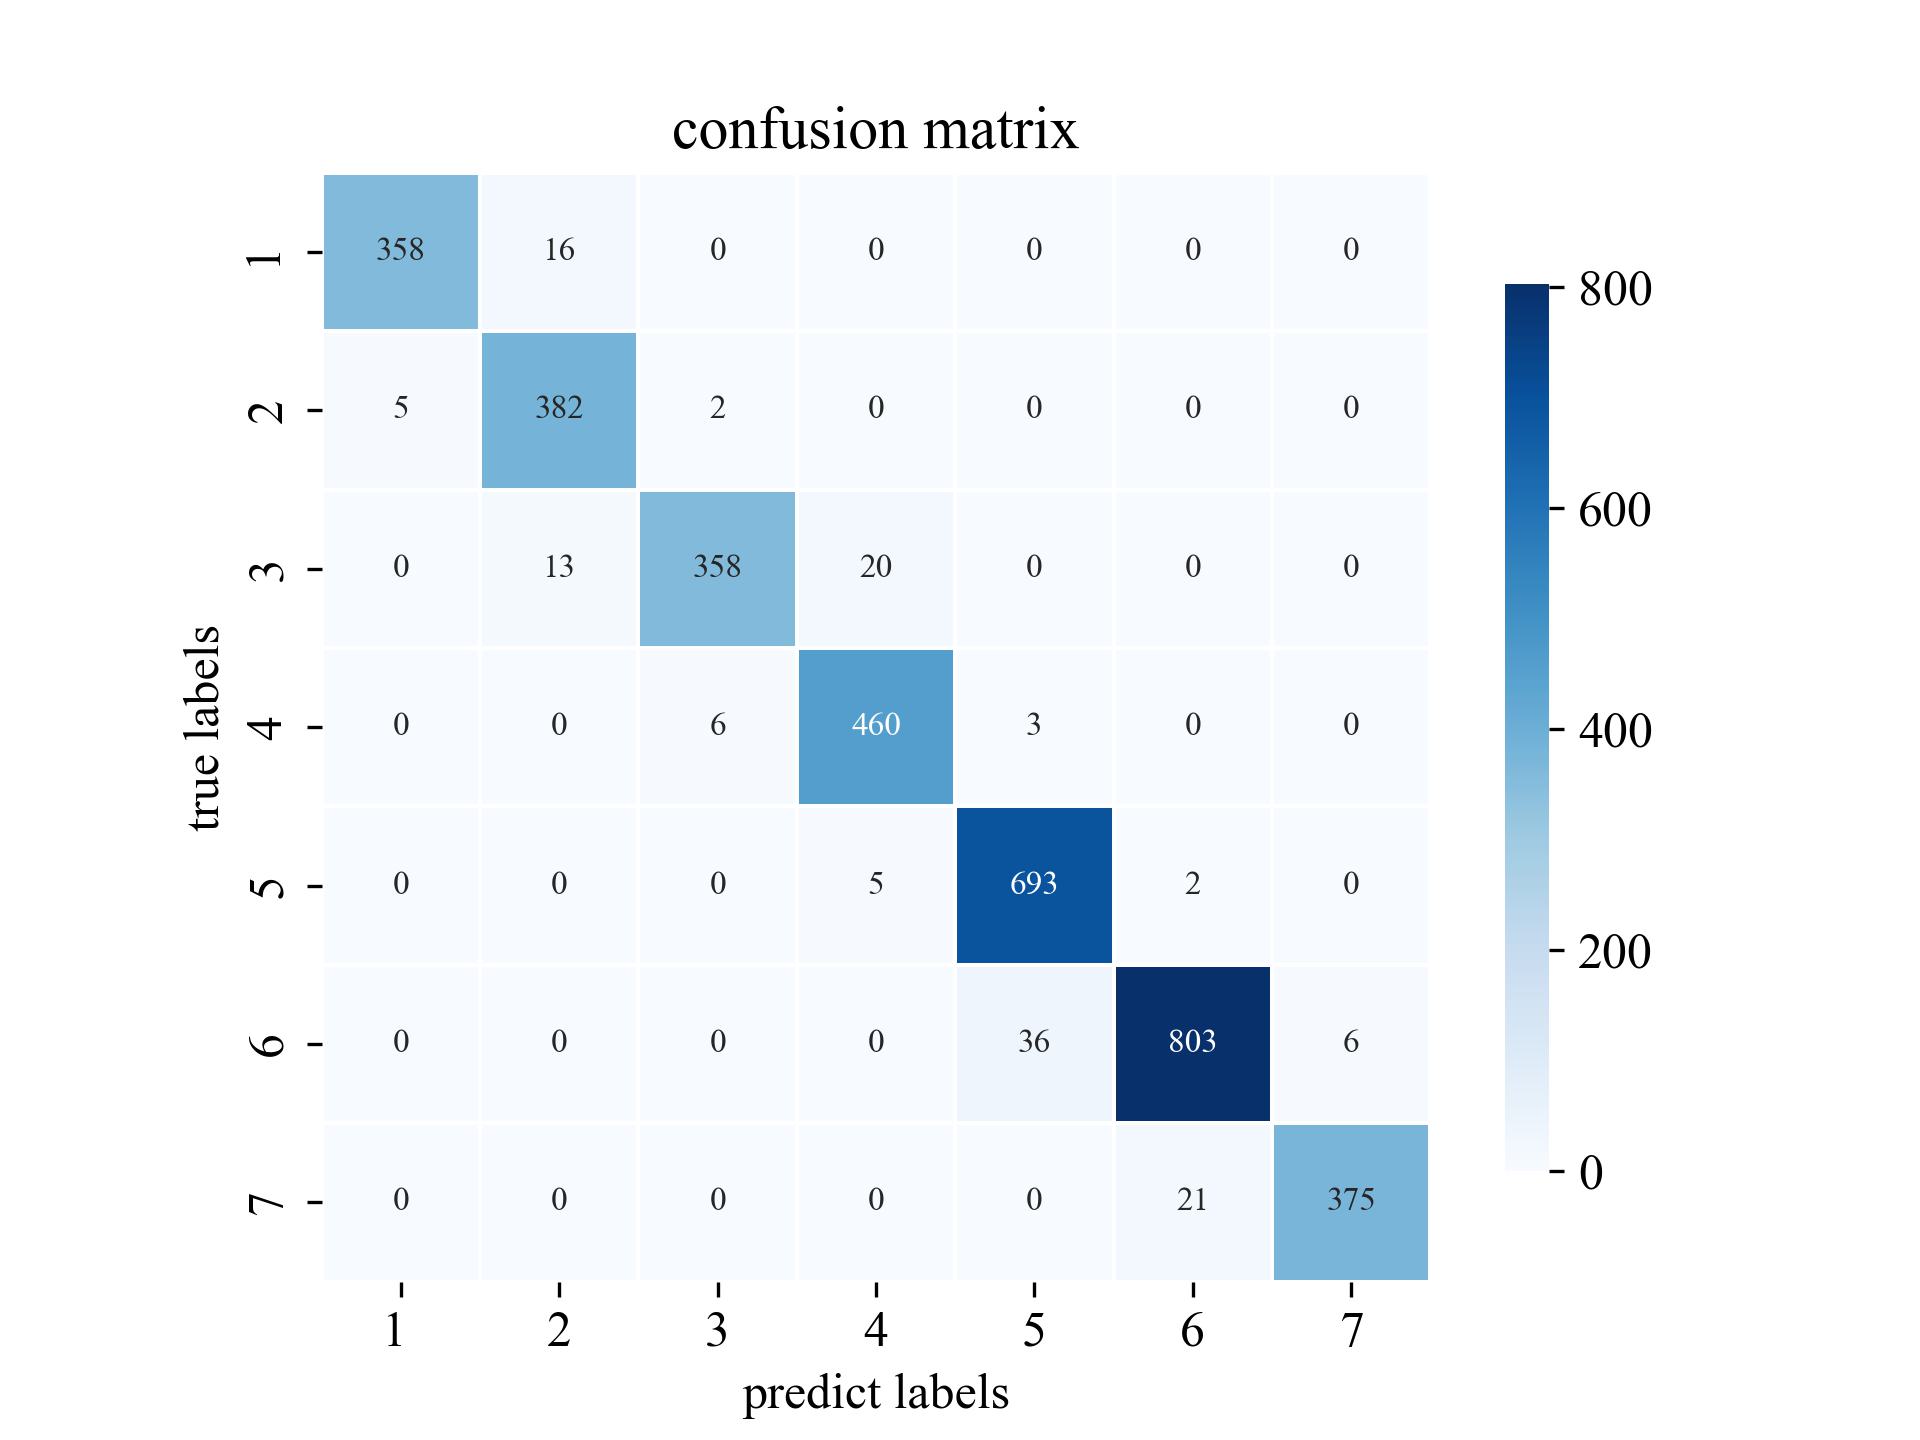 confusion matrix
1 358 16 0 0 0 0 0
2 5 382 2 0 0 0 0
3 0 13 358 20 0 0 0
4 0 0 6 460 3 0 0
5 0 0 0 5 693 2 0
6 0 0 0 0 36 803 6
7 0 0 0 0 0 21 375
1 2 3 4 5 6 7
predict labels
true labels
800
600
400
200
0